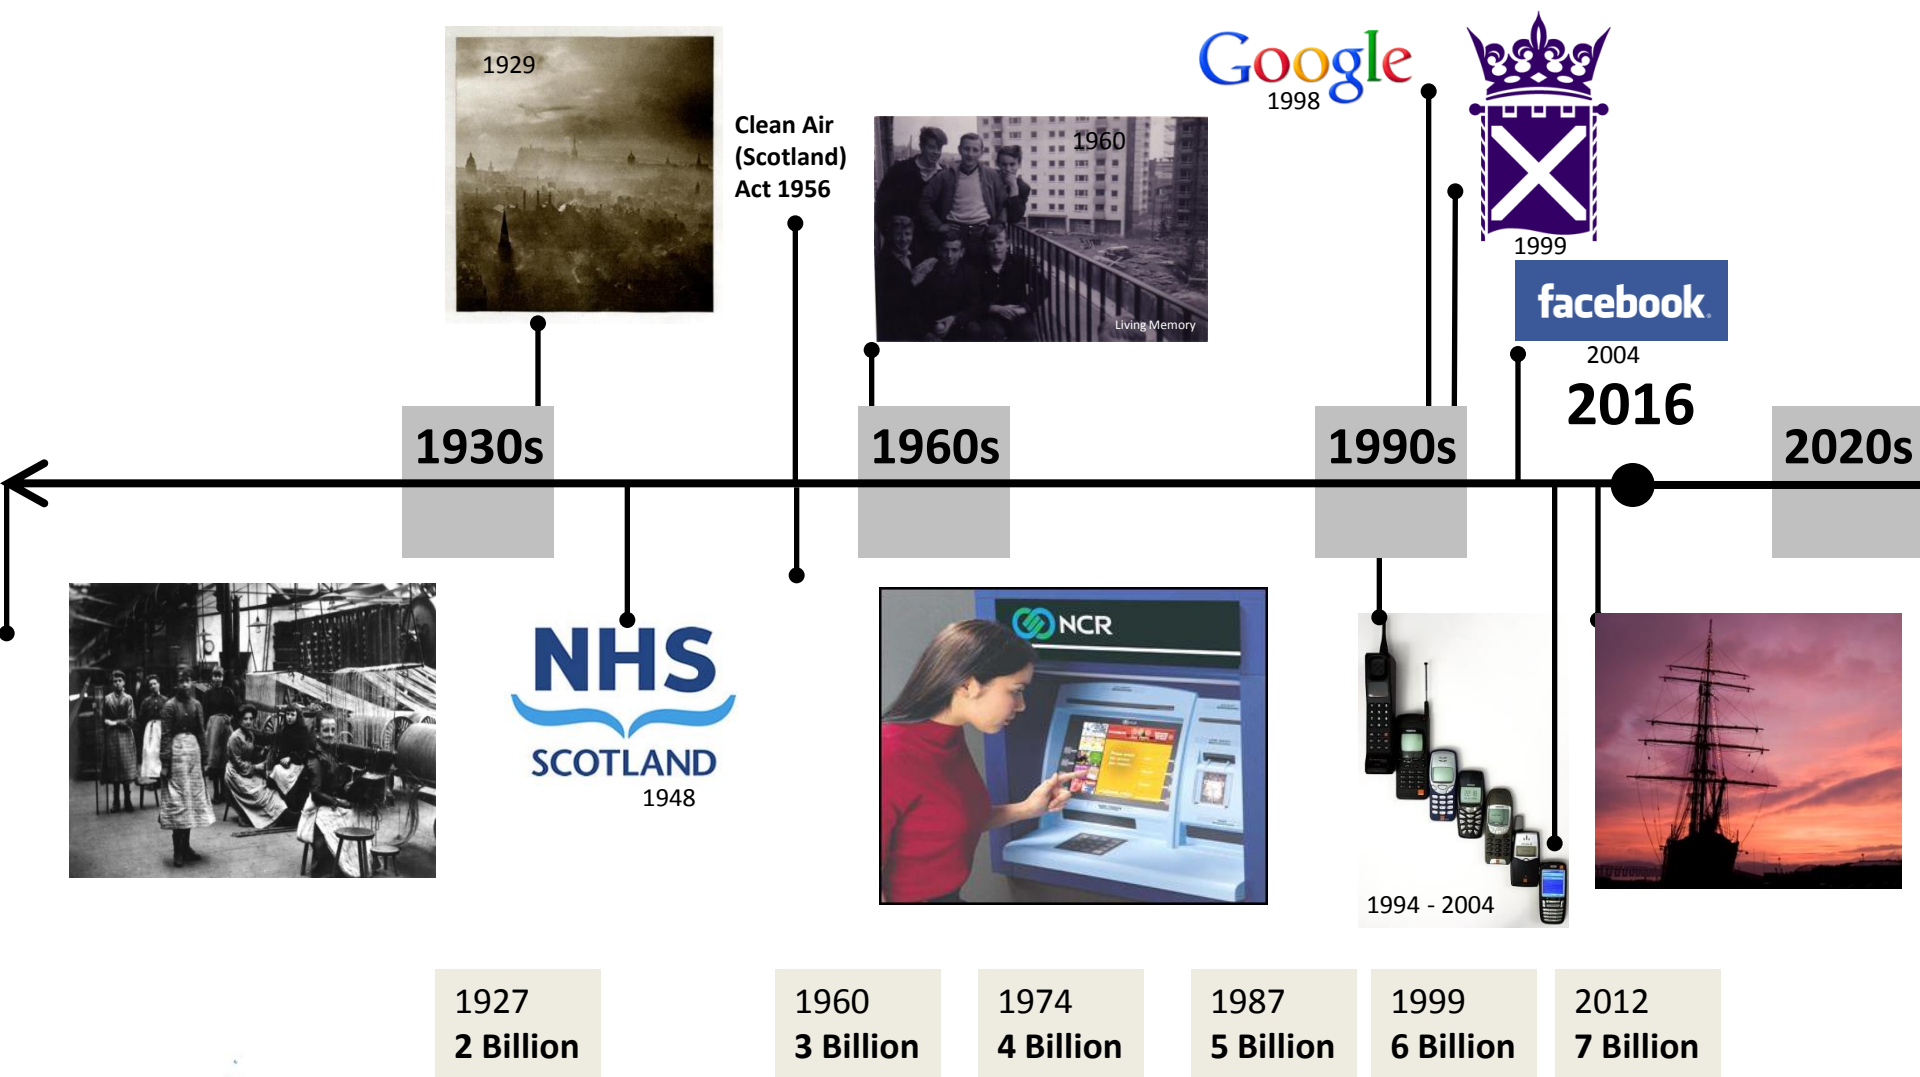 1929
Clean Air
(Scotland)
Act 1956
1960
Living Memory
Google
1998
1999
facebook
2004
2016
1930s
1960s
1990s
2020s
NHS
SCOTLAND
1948
NCR
1994 - 2004
1927
2 Billion
1960
3 Billion
1974
4 Billion
1987
5 Billion
1999
6 Billion
2012
7 Billion